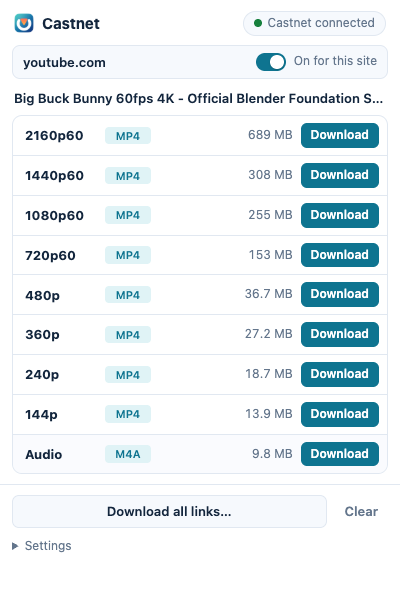 Castnet
Castnet connected
youtube.com
On for this site
Big Buck Bunny 60fps 4K - Official Blender Foundation S...
2160p60 MP4 689 MB Download
1440p60 MP4 308 MB Download
1080p60 MP4 255 MB Download
720p60 MP4 153 MB Download
480p MP4 36.7 MB Download
360p MP4 27.2 MB Download
240p MP4 18.7 MB Download
144p MP4 13.9 MB Download
Audio M4A 9.8 MB Download
Download all links...
Clear
Settings